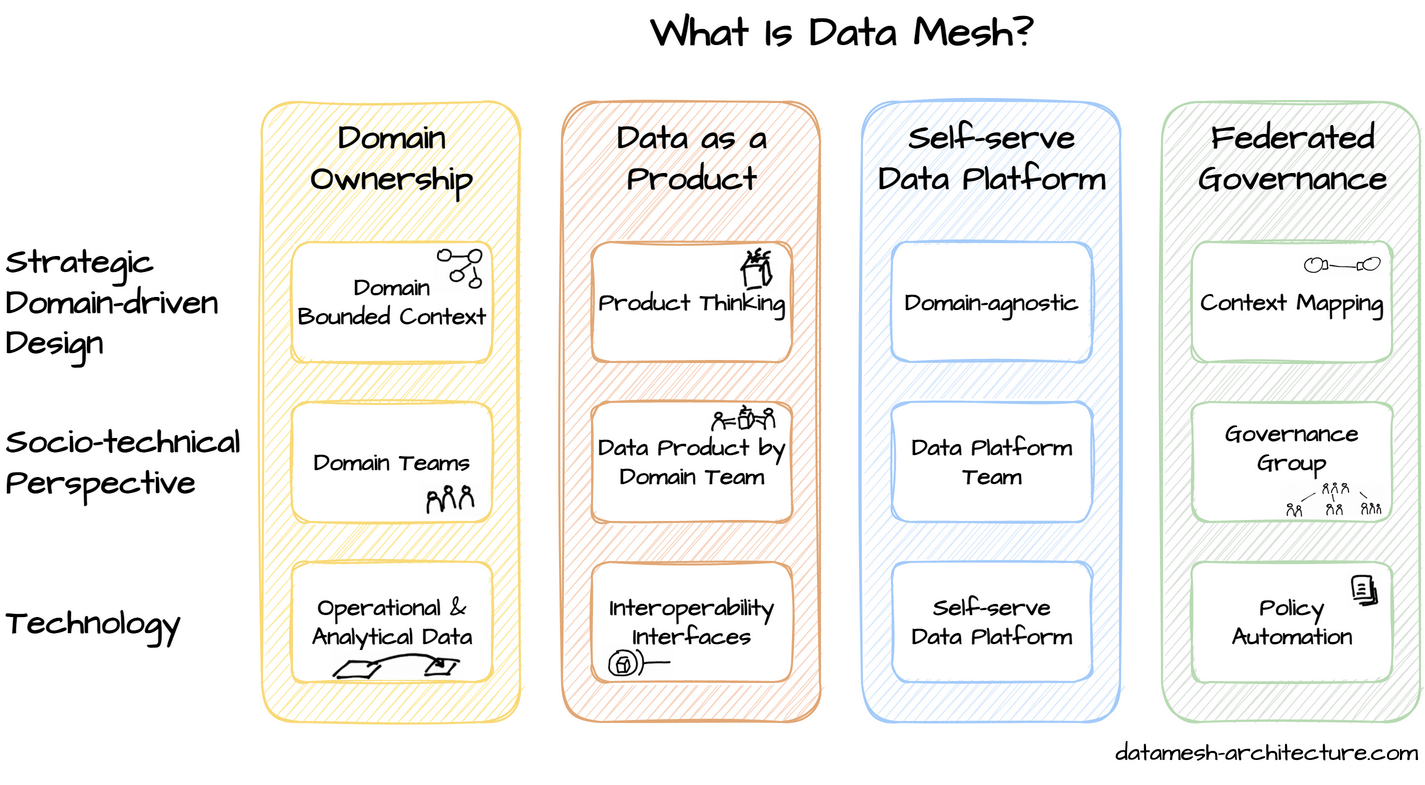 What Is Data Mesh?
Domain
Ownership
Data as a
Product
Self-serve
Data Platform
Federated
Governance
Strategic
Domain-driven
Design
Domain
Bounded Context
Product Thinking
Domain-agnostic
Context Mapping
Socio-technical
Perspective
Domain Teams
Data Product by
Domain Team
Data Platform
Team
Governance
Group
Technology
Operational &
Analytical Data
Interoperability
Interfaces
Self-serve
Data Platform
Policy
Automation
datamesh-architecture.com